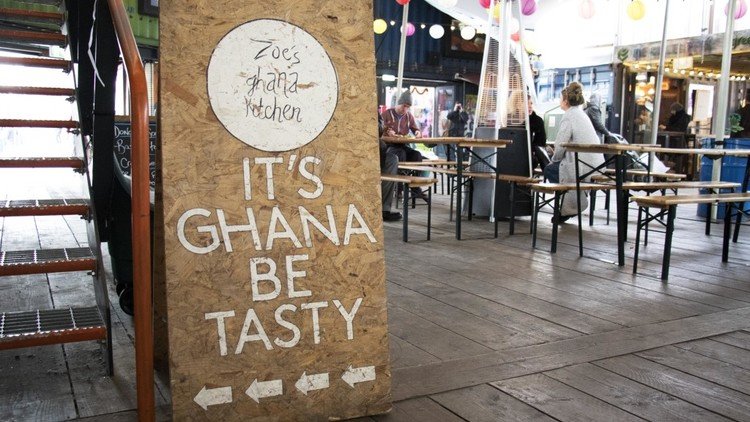 Zoe's
ghana
Kitchen
IT'S
GHANA
BE
TASTY